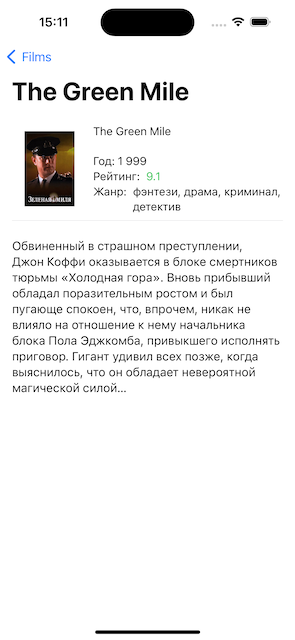 15:11
Films
The Green Mile
The Green Mile
ЗЕЛЕНАЯ МИЛЯ
Год: 1 999
Рейтинг: 9.1
Жанр: фэнтези, драма, криминал,
детектив
Обвиненный в страшном преступлении,
Джон Коффи оказывается в блоке смертников
тюрьмы «Холодная гора». Вновь прибывший
обладал поразительным ростом и был
пугающе спокоен, что, впрочем, никак не
влияло на отношение к нему начальника
блока Пола Эджкомба, привыкшего исполнять
приговор. Гигант удивил всех позже, когда
выяснилось, что он обладает невероятной
магической силой...